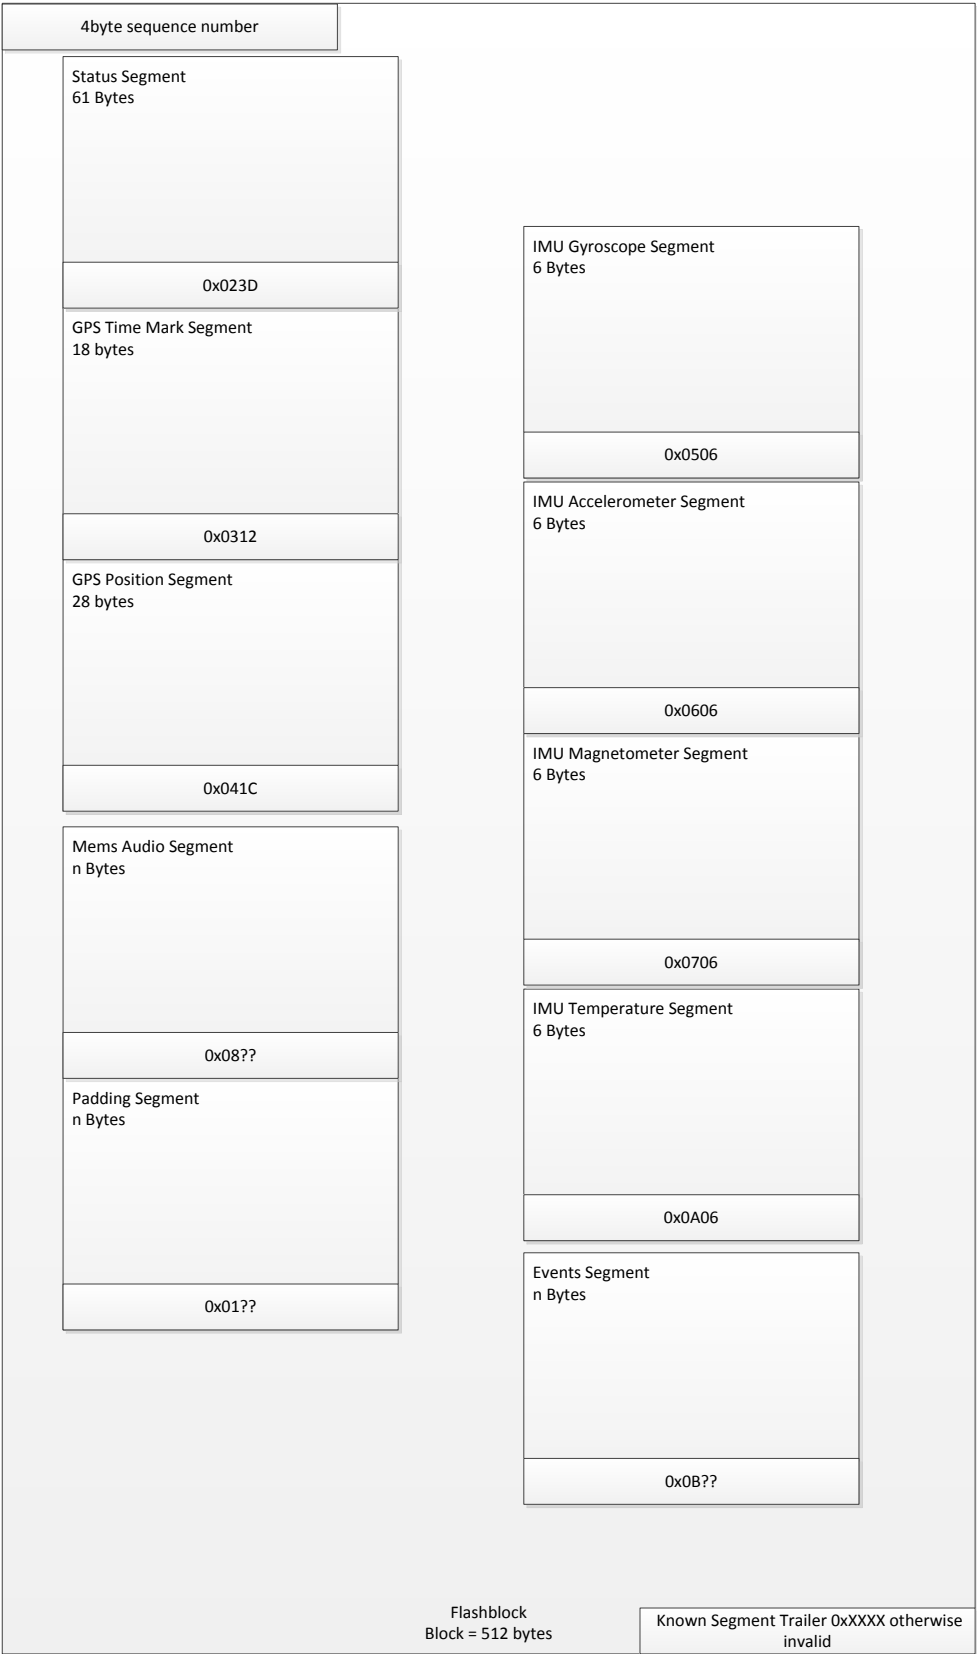 4byte sequence number
Status Segment
61 Bytes
0x023D
GPS Time Mark Segment
18 bytes
0x0312
GPS Position Segment
28 bytes
0x041C
Mems Audio Segment
n Bytes
0x08??
Padding Segment
n Bytes
0x01??
IMU Gyroscope Segment
6 Bytes
0x0506
IMU Accelerometer Segment
6 Bytes
0x0606
IMU Magnetometer Segment
6 Bytes
0x0706
IMU Temperature Segment
6 Bytes
0x0A06
Events Segment
n Bytes
0x0B??
Flashblock
Block = 512 bytes
Known Segment Trailer 0xXXXX otherwise
invalid